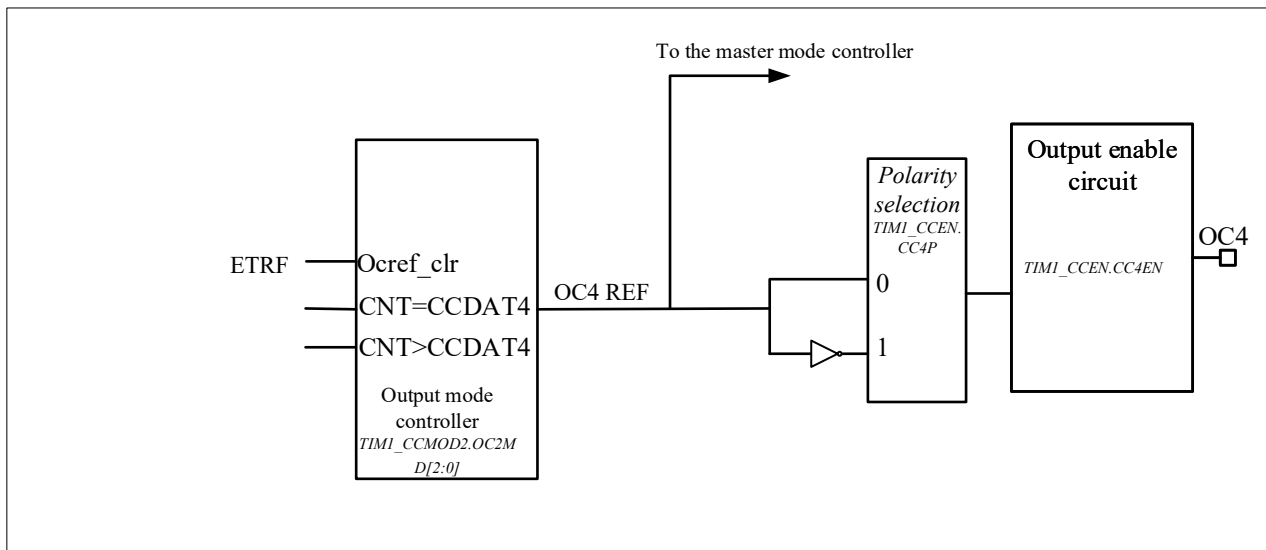 To the master mode controller
Output enable
circuit
Polarity
selection
TIM1_CCEN.
CC4P
TIM1_CCEN.CC4EN
OC4
ETRF
Ocref_clr
CNT=CCDAT4
CNT>CCDAT4
OC4 REF
0
1
Output mode
controller
TIM1_CCMOD2.OC2M
D[2:0]